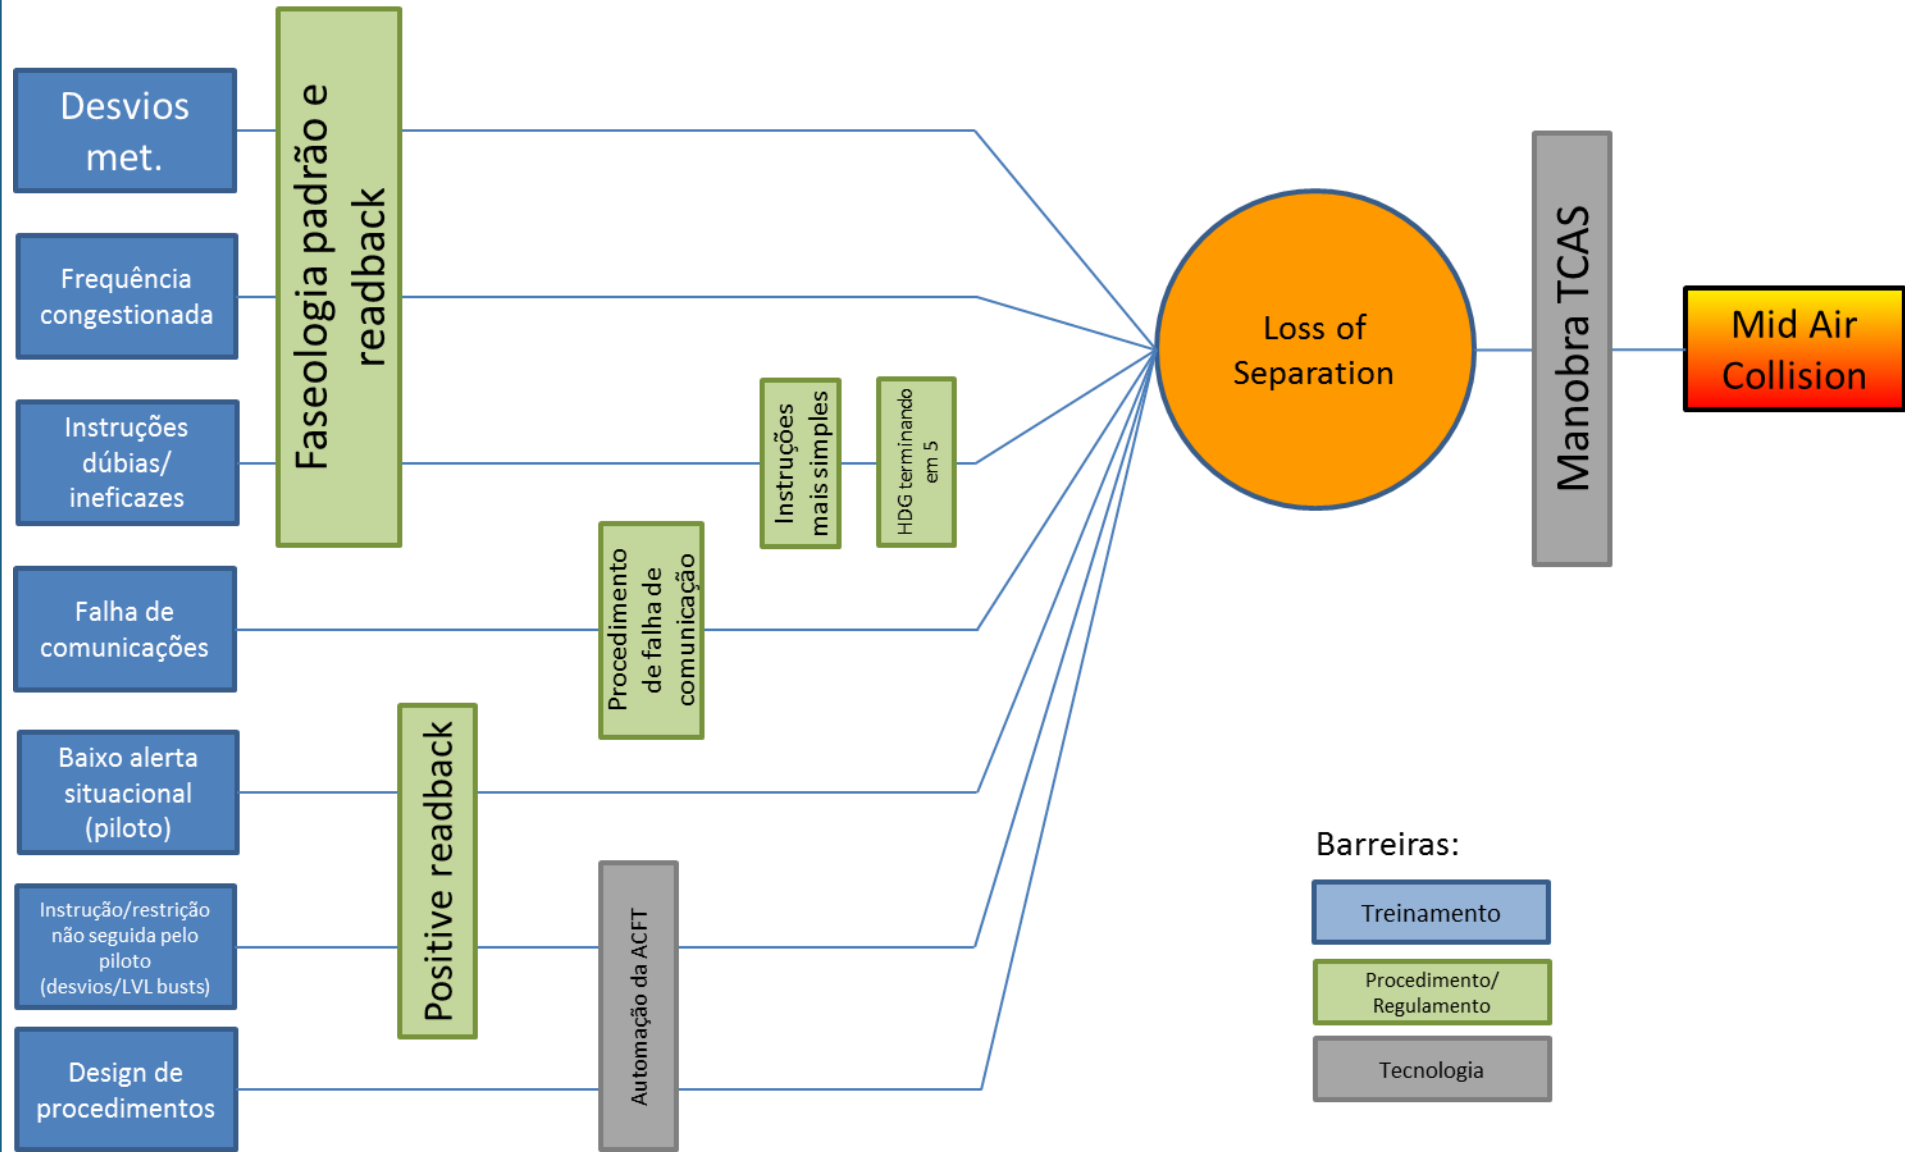 Desvios
met.
Frequência
congestionada
Instruções
dúbias/
ineficazes
Falha de
comunicações
Baixo alerta
situacional
(piloto)
Instrução/restrição
não seguida pelo
piloto
(desvios/LVL busts)
Design de
procedimentos
Faseologia padrão e
readback
Positive readback
Procedimento
de falha de
comunicação
Automação da ACFT
Instruções
mais simples
HDG terminando
em 5
Loss of
Separation
Manobra TCAS
Mid Air
Collision
Barreiras:
Treinamento
Procedimento/
Regulamento
Tecnologia